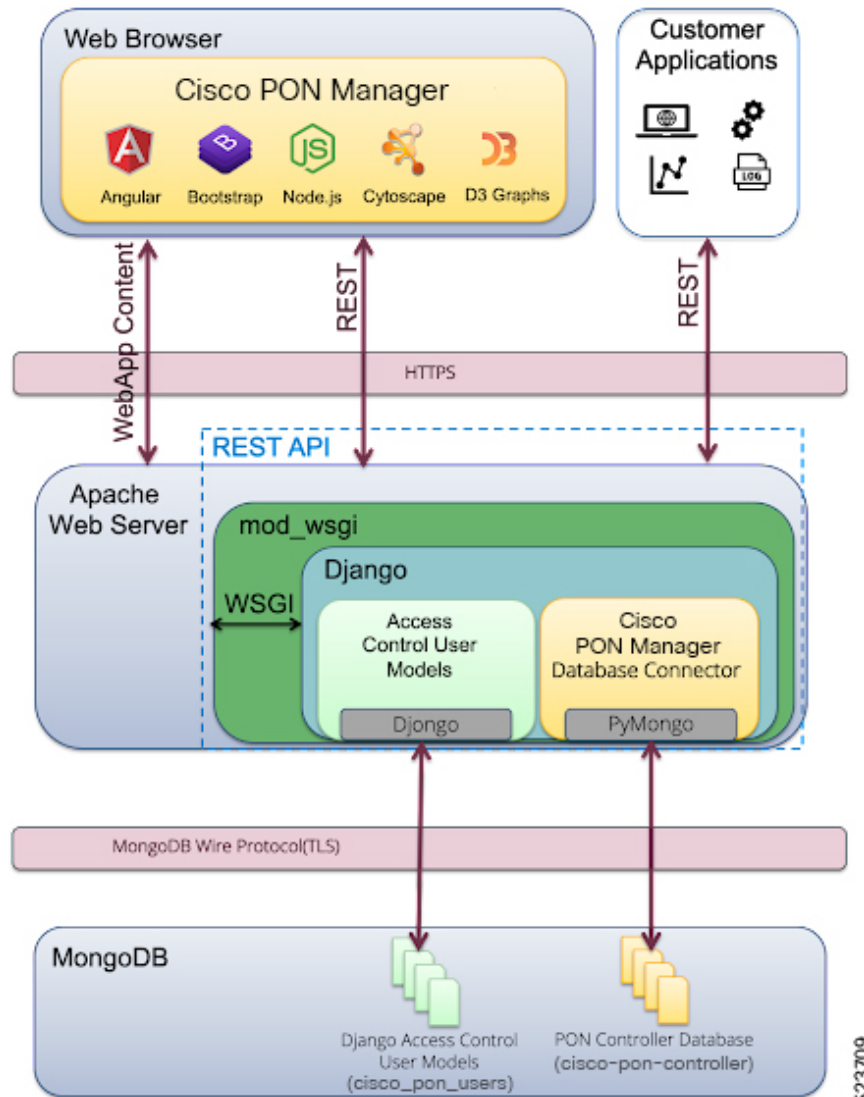 Web Browser
Cisco PON Manager
Angular
Bootstrap
Node.js
Cytoscape
D3 Graphs
Customer
Applications
LOG
WebApp Content
REST
REST
HTTPS
REST API
Apache
Web Server
mod_wsgi
Django
WSGI
Access
Control User
Models
Djongo
Cisco
PON Manager
Database Connector
PyMongo
MongoDB Wire Protocol(TLS)
MongoDB
Django Access Control
User Models
(cisco_pon_users)
PON Controller Database
(cisco-pon-controller)